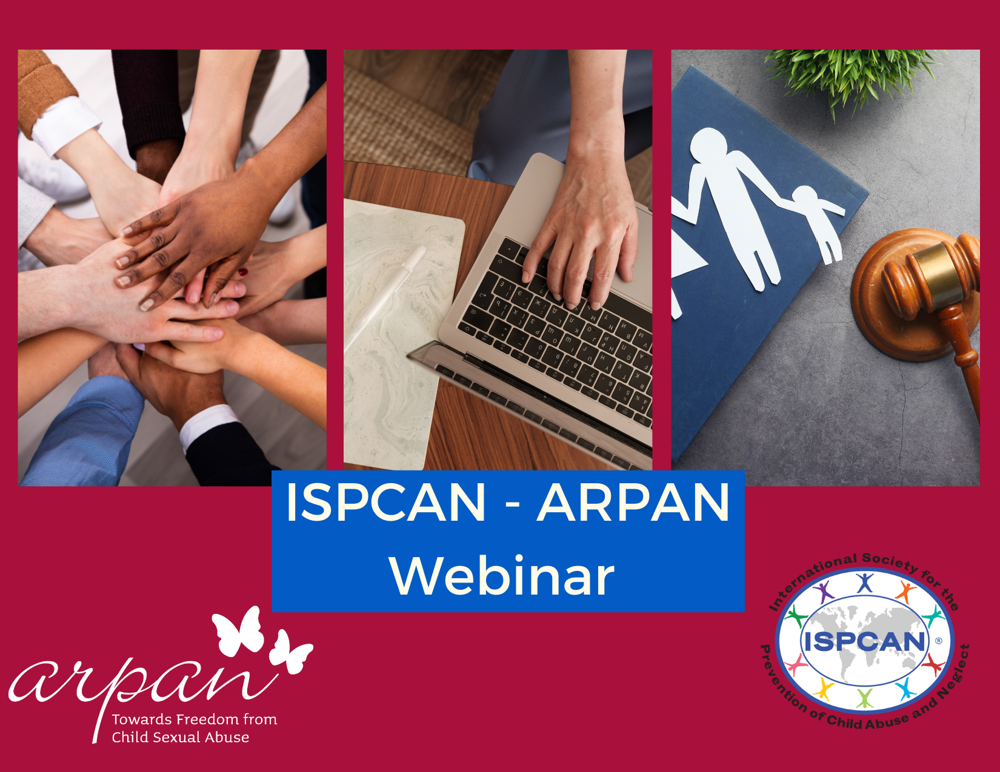 ISPCAN - ARPAN
Webinar
arpan
Towards Freedom from
Child Sexual Abuse
International Society for the
ISPCAN ®
Prevention of Child Abuse and Neglect